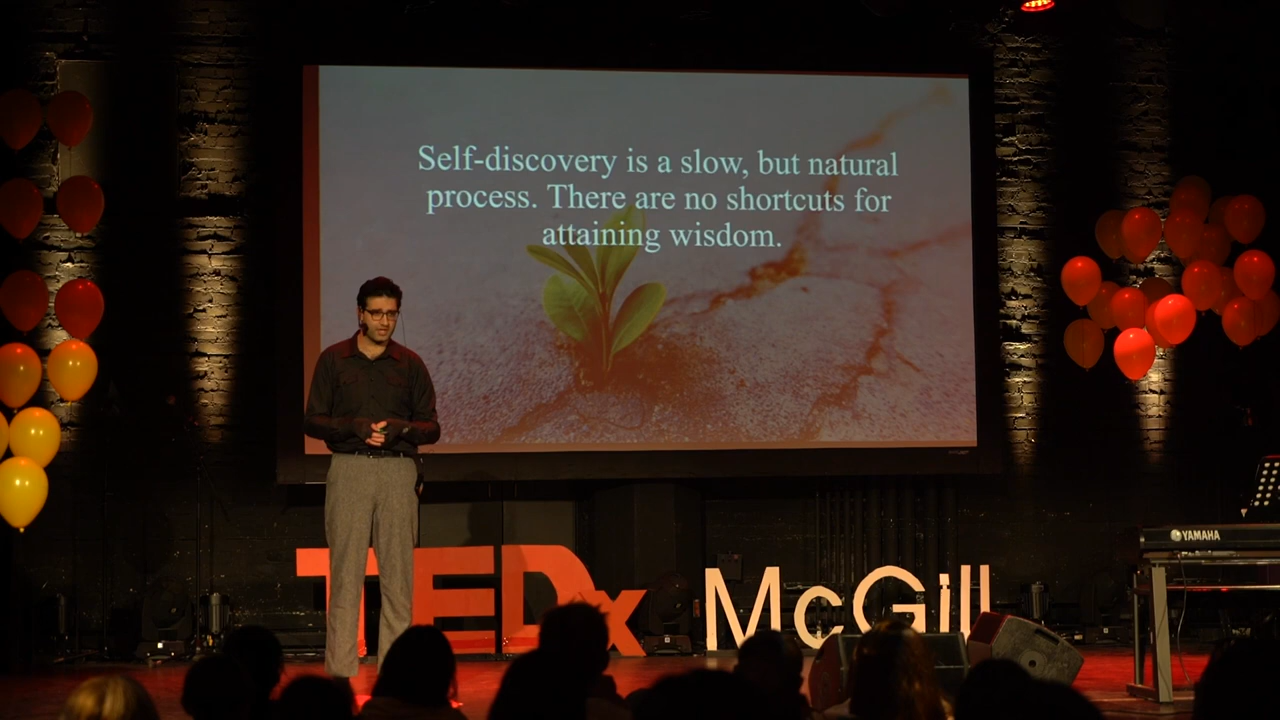 Self-discovery is a slow, but natural
process. There are no shortcuts for
attaining wisdom.
TEDx McGill
YAMAHA